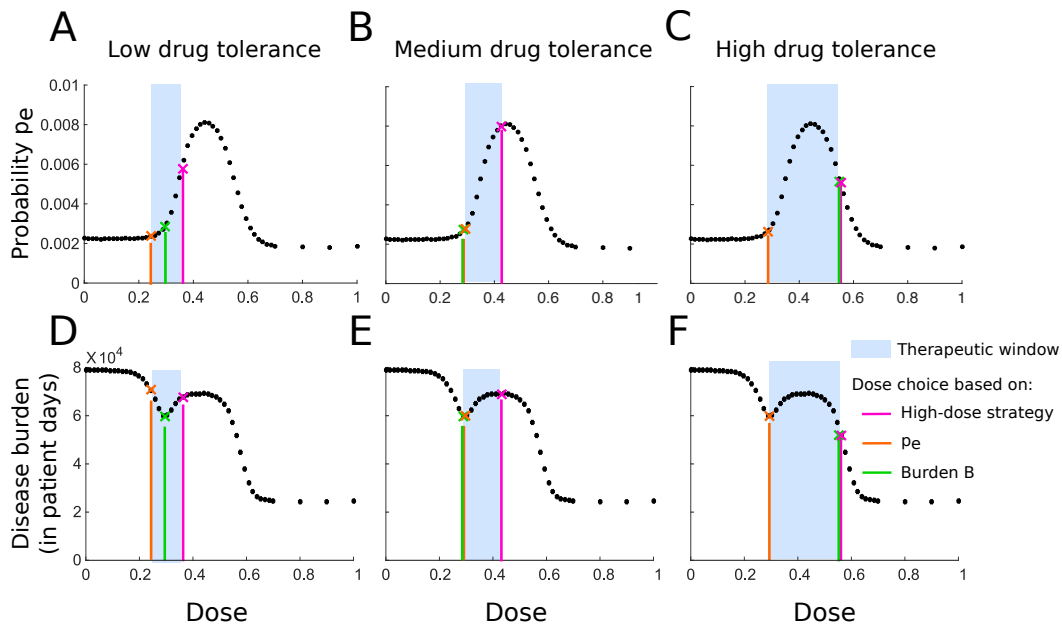 A
B
C
Low drug tolerance
Medium drug tolerance
High drug tolerance
Probability pe
0.01
0.008
0.006
0.004
0.002
0
0 0.2 0.4 0.6 0.8 1
0 0.2 0.4 0.6 0.8 1
0 0.2 0.4 0.6 0.8 1
D
E
F
Disease burden
(in patient days)
X 10^4
8
6
4
2
0
0 0.2 0.4 0.6 0.8 1
0 0.2 0.4 0.6 0.8 1
0 0.2 0.4 0.6 0.8 1
Dose
Dose
Dose
Therapeutic window
Dose choice based on:
High-dose strategy
pe
Burden B